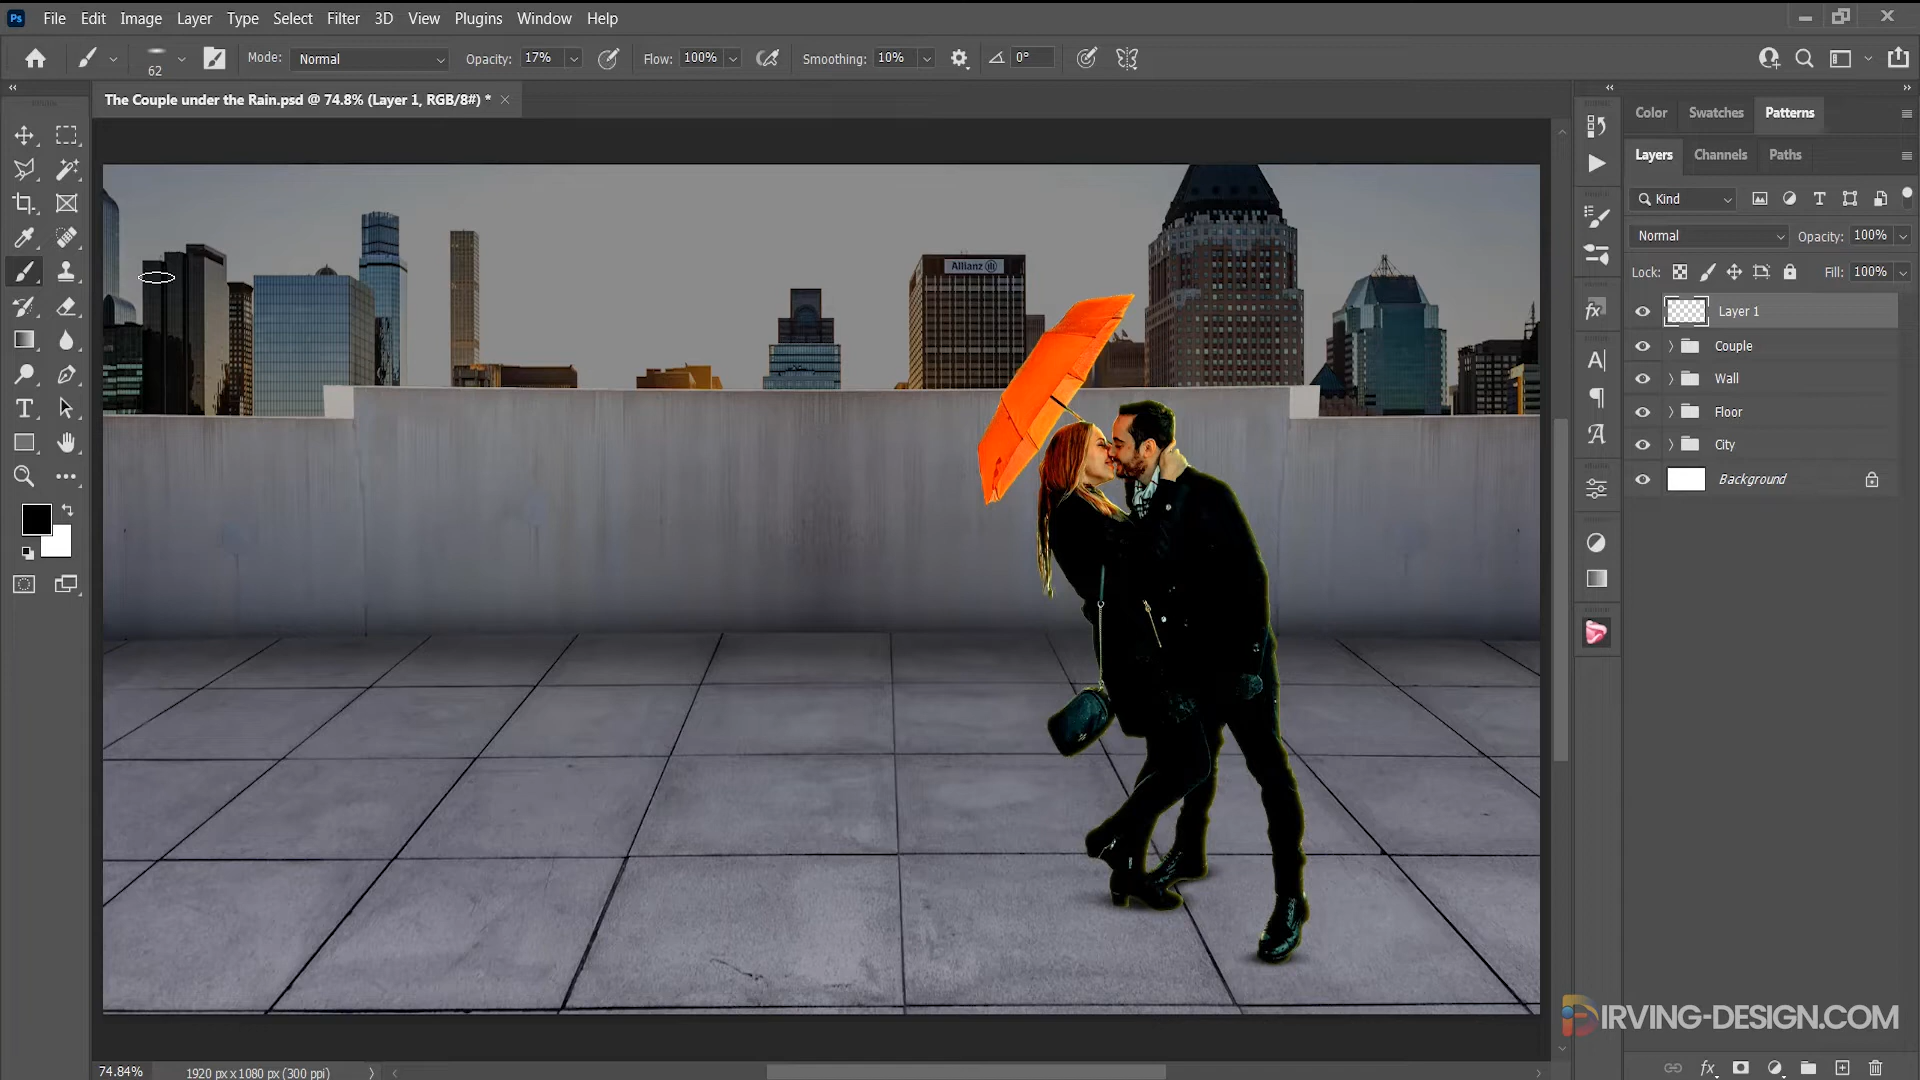 Ps File Edit Image Layer Type Select Filter 3D View Plugins Window Help
62 Mode: Normal Opacity: 17% Flow: 100% Smoothing: 10% 0°
The Couple under the Rain.psd @ 74.8% (Layer 1, RGB/8#) *
Color Swatches Patterns
Layers Channels Paths
Kind
Normal Opacity: 100%
Lock: Fill: 100%
Layer 1
Couple
Wall
Floor
City
Background
Allianz
IRVING-DESIGN.COM
74.84% 1920 px x 1080 px (300 ppi)